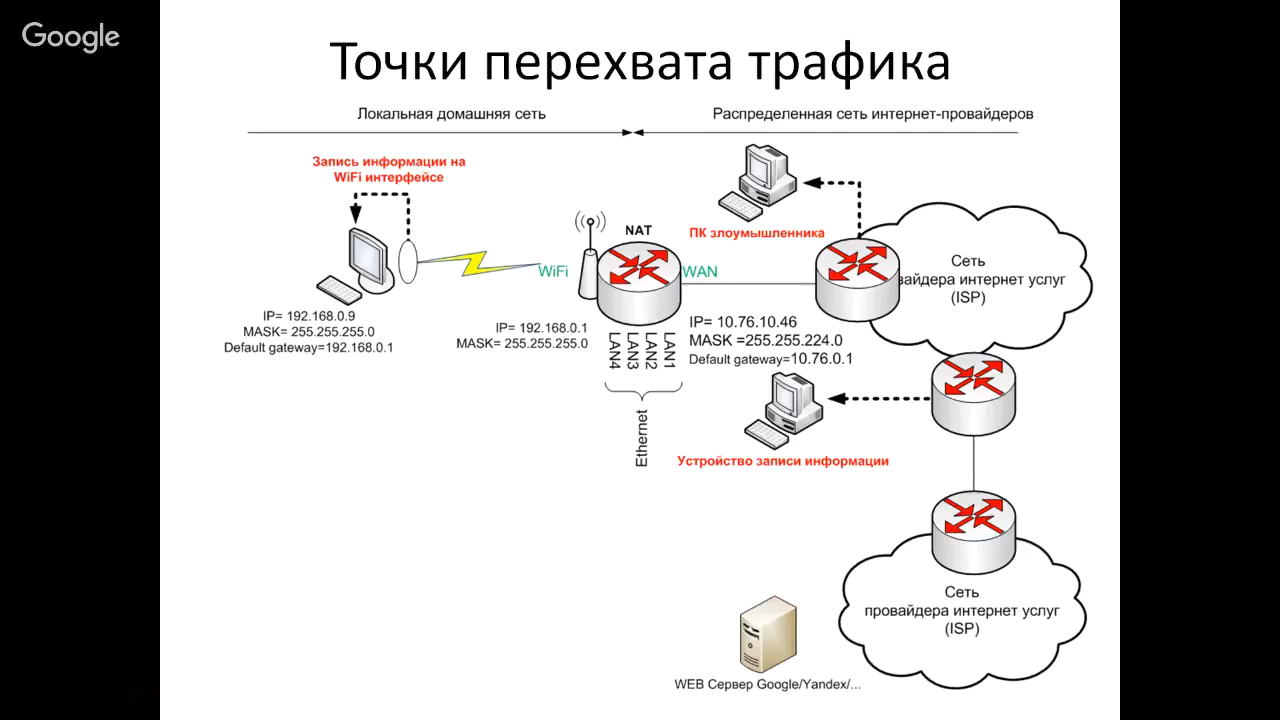 Google
Точки перехвата трафика
Локальная домашняя сеть
Распределенная сеть интернет-провайдеров
Запись информации на
WiFi интерфейсе
ПК злоумышленника
NAT
WiFi
WAN
Сеть
вайдера интернет услуг
(ISP)
IP= 192.168.0.9
MASK= 255.255.255.0
Default gateway=192.168.0.1
IP= 192.168.0.1
MASK= 255.255.255.0
IP= 10.76.10.46
MASK =255.255.224.0
Default gateway=10.76.0.1
LAN4
LAN3
LAN2
LAN1
Ethernet
Устройство записи информации
Сеть
провайдера интернет услуг
(ISP)
WEB Сервер Google/Yandex/...